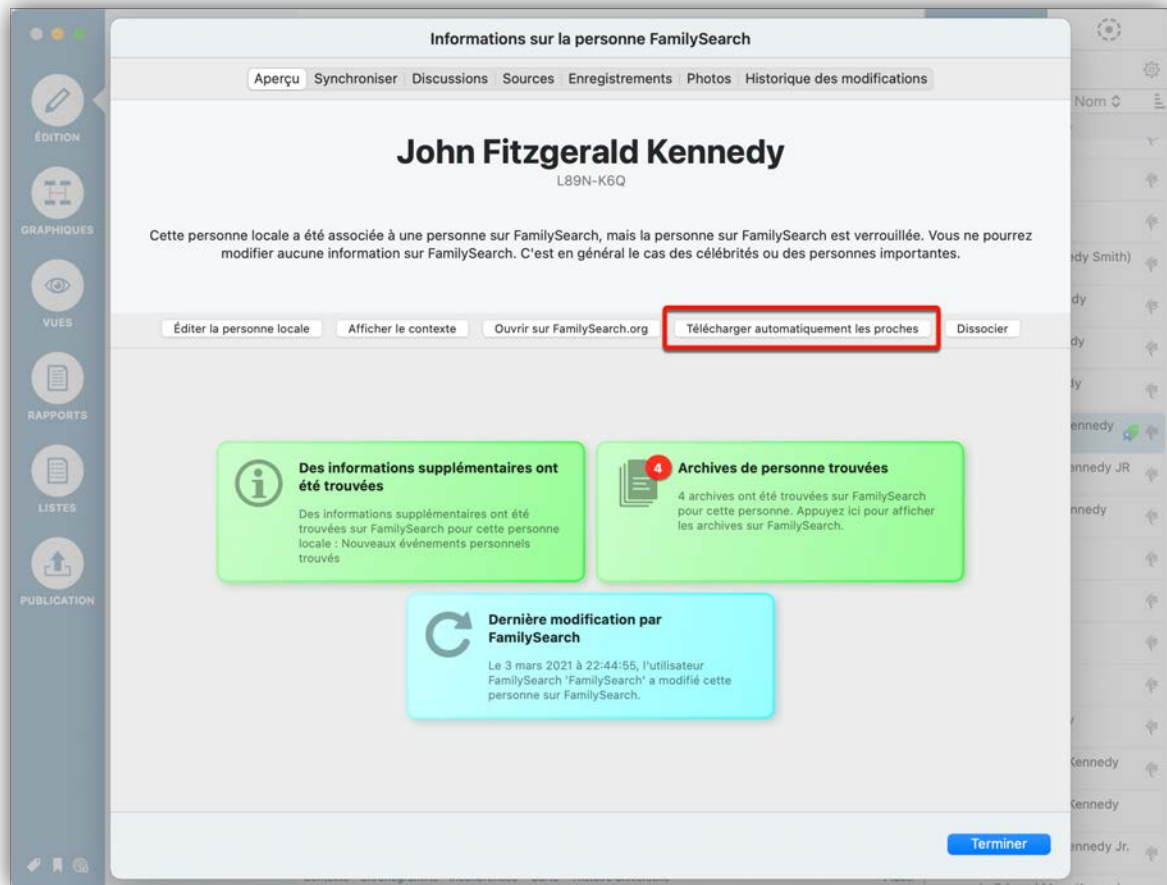 Informations sur la personne FamilySearch
Aperçu Synchroniser Discussions Sources Enregistrements Photos Historique des modifications
John Fitzgerald Kennedy
L89N-K6Q
Cette personne locale a été associée à une personne sur FamilySearch, mais la personne sur FamilySearch est verrouillée. Vous ne pourrez
modifier aucune information sur FamilySearch. C'est en général le cas des célébrités ou des personnes importantes.
Éditer la personne locale Afficher le contexte Ouvrir sur FamilySearch.org Télécharger automatiquement les proches Dissocier
Des informations supplémentaires ont
été trouvées
Des informations supplémentaires ont été
trouvées sur FamilySearch pour cette personne
locale : Nouveaux événements personnels
trouvés
4
Archives de personne trouvées
4 archives ont été trouvées sur FamilySearch
pour cette personne. Appuyez ici pour afficher
les archives sur FamilySearch.
Dernière modification par
FamilySearch
Le 3 mars 2021 à 22:44:55, l'utilisateur
FamilySearch 'FamilySearch' a modifié cette
personne sur FamilySearch.
Terminer
ÉDITION
GRAPHIQUES
VUES
RAPPORTS
LISTES
PUBLICATION
Nom
edy Smith)
dy
dy
dy
ennedy
ennedy JR
nnedy
Kennedy
Kennedy
ennedy Jr.